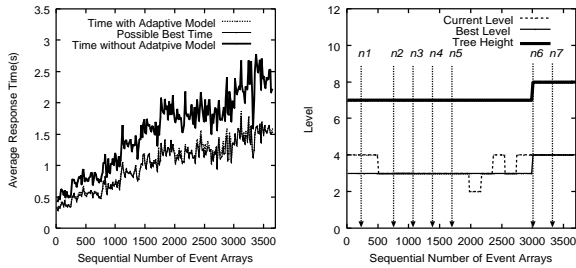 Time with Adaptive Model
Possible Best Time
Time without Adatpive Model
3
2.5
2
1.5
1
0.5
0
0 500 1000 1500 2000 2500 3000 3500
Average Response Time(s)
Sequential Number of Event Arrays
Current Level
Best Level
Tree Height
n1 n2 n3 n4 n5 n6 n7
12
10
8
6
4
2
0
0 500 1000 1500 2000 2500 3000 3500
Level
Sequential Number of Event Arrays